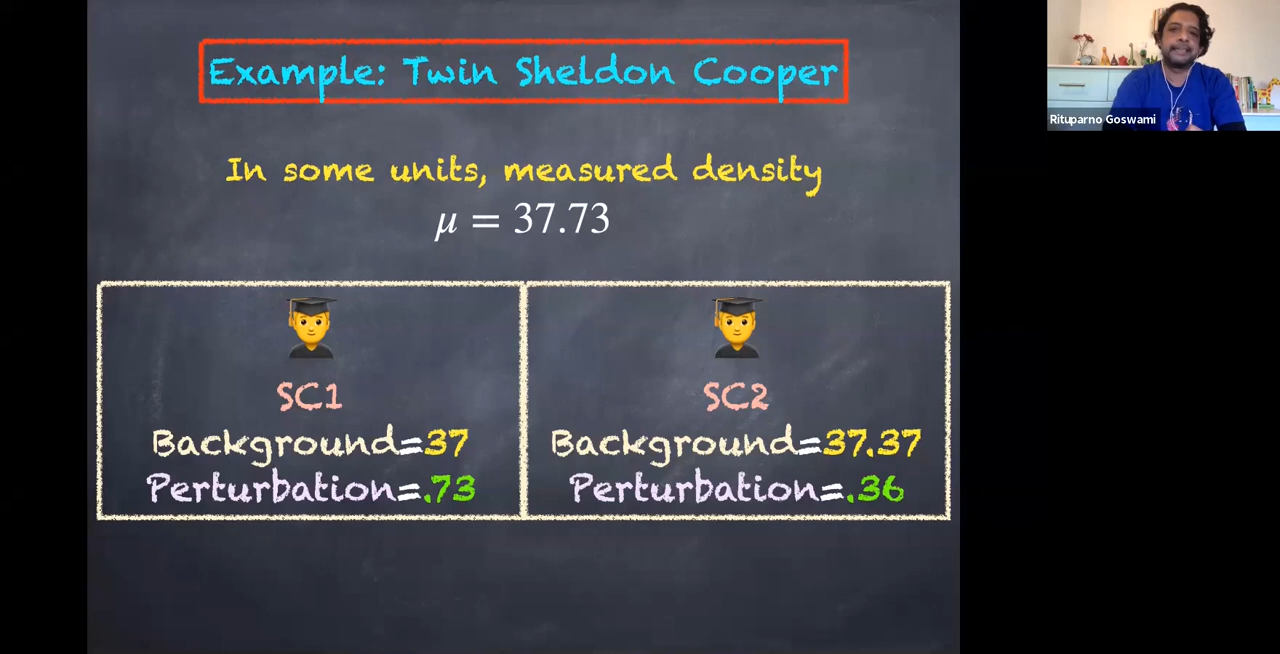 Example: Twin Sheldon Cooper
In some units, measured density
μ = 37.73
SC1
Background=37
Perturbation=.73
SC2
Background=37.37
Perturbation=.36
Rituparno Goswami